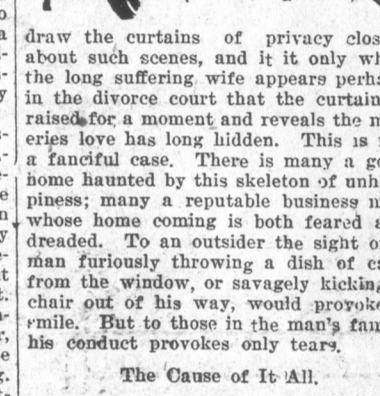 draw the curtains of privacy clos
about such scenes, and it it only wh
the long suffering wife appears perha
in the divorce court that the curtain
raised for a moment and reveals the m
eries love has long hidden. This is
a fanciful case. There is many a go
home haunted by this skeleton of unh
piness; many a reputable business m
whose home coming is both feared a
dreaded. To an outsider the sight o
man furiously throwing a dish of ca
from the window, or savagely kicking
chair out of his way, would provoke
smile. But to those in the man's fam
his conduct provokes only tears.
The Cause of It All.